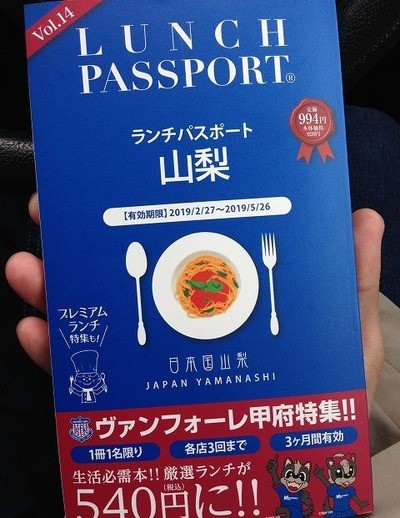 Vol.14
LUNCH
PASSPORT®
定価
994円
本体価格
ランチパスポート
山梨
【有効期限】2019/2/27～2019/5/26
プレミアム
ランチ
特集も!
日本国山梨
JAPAN YAMANASHI
ヴァンフォーレ甲府特集!!
1冊1名限り
各店3回まで
3ヶ月間有効
生活必需本!! 厳選ランチが
540円(税込)に!!